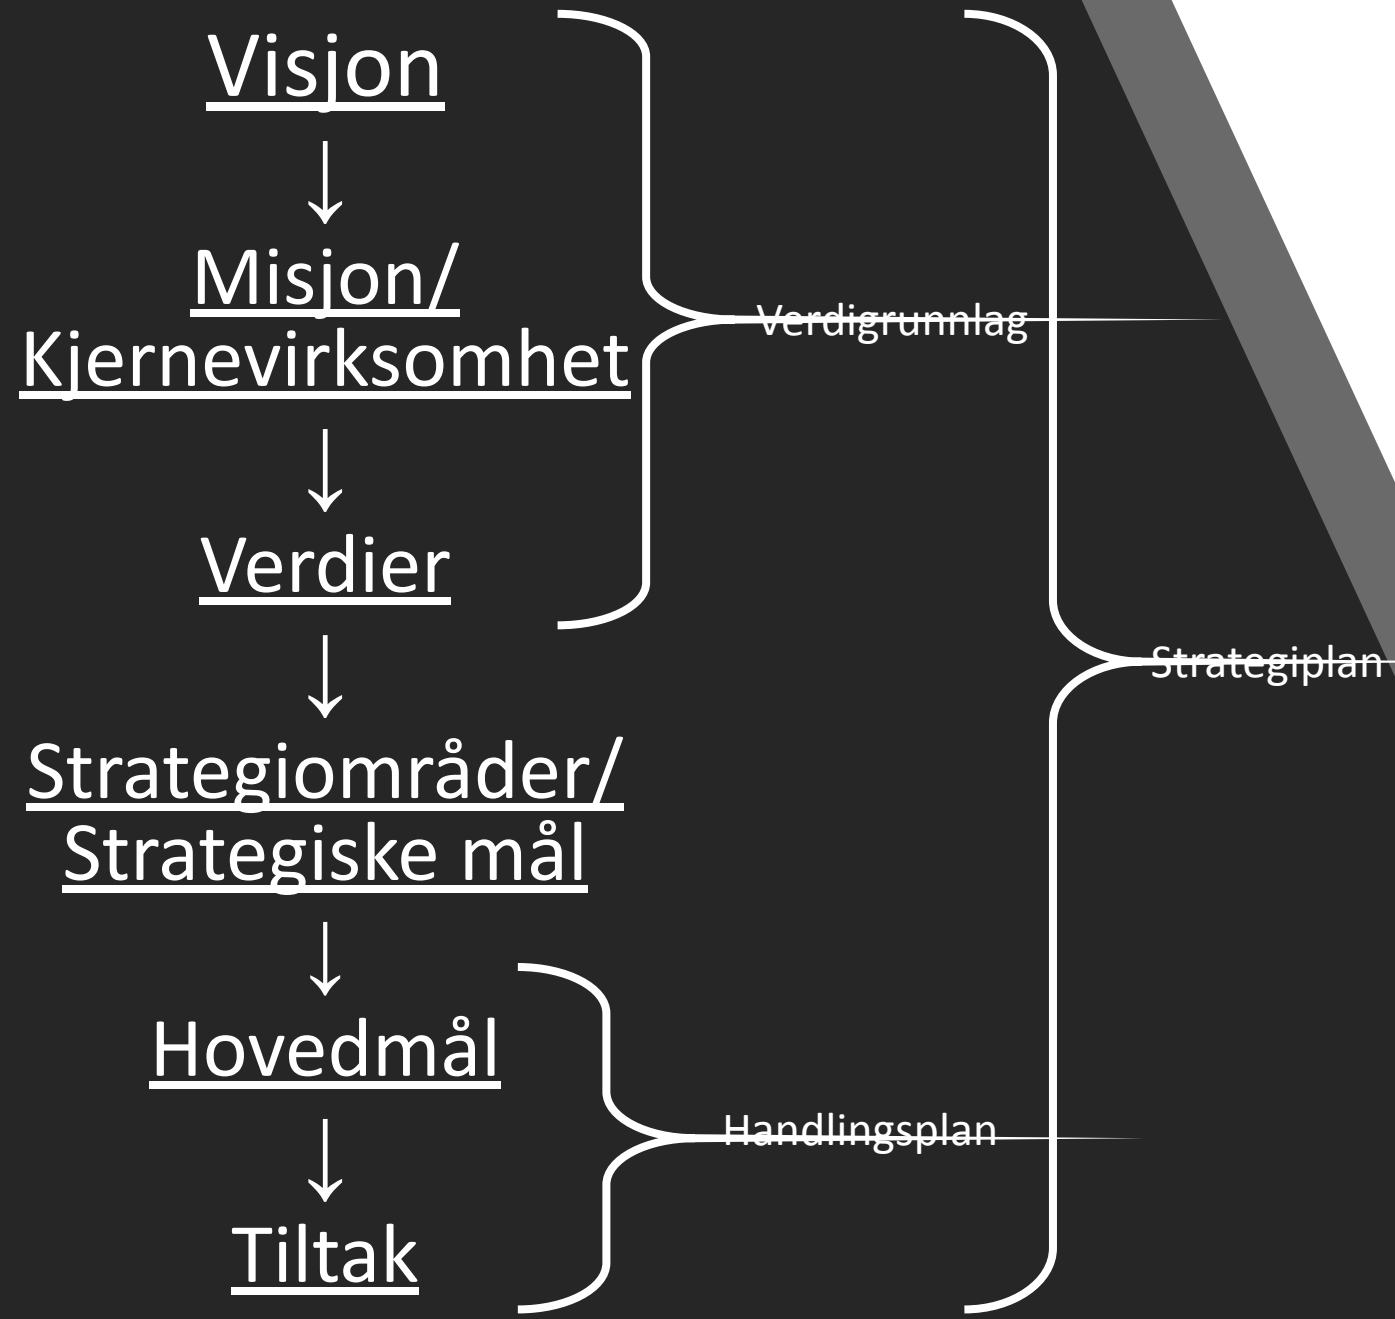 Visjon
↓
Misjon/
Kjernevirksomhet
↓
Verdier
↓
Strategiområder/
Strategiske mål
↓
Hovedmål
↓
Tiltak
Verdigrunnlag
Strategiplan
Handlingsplan